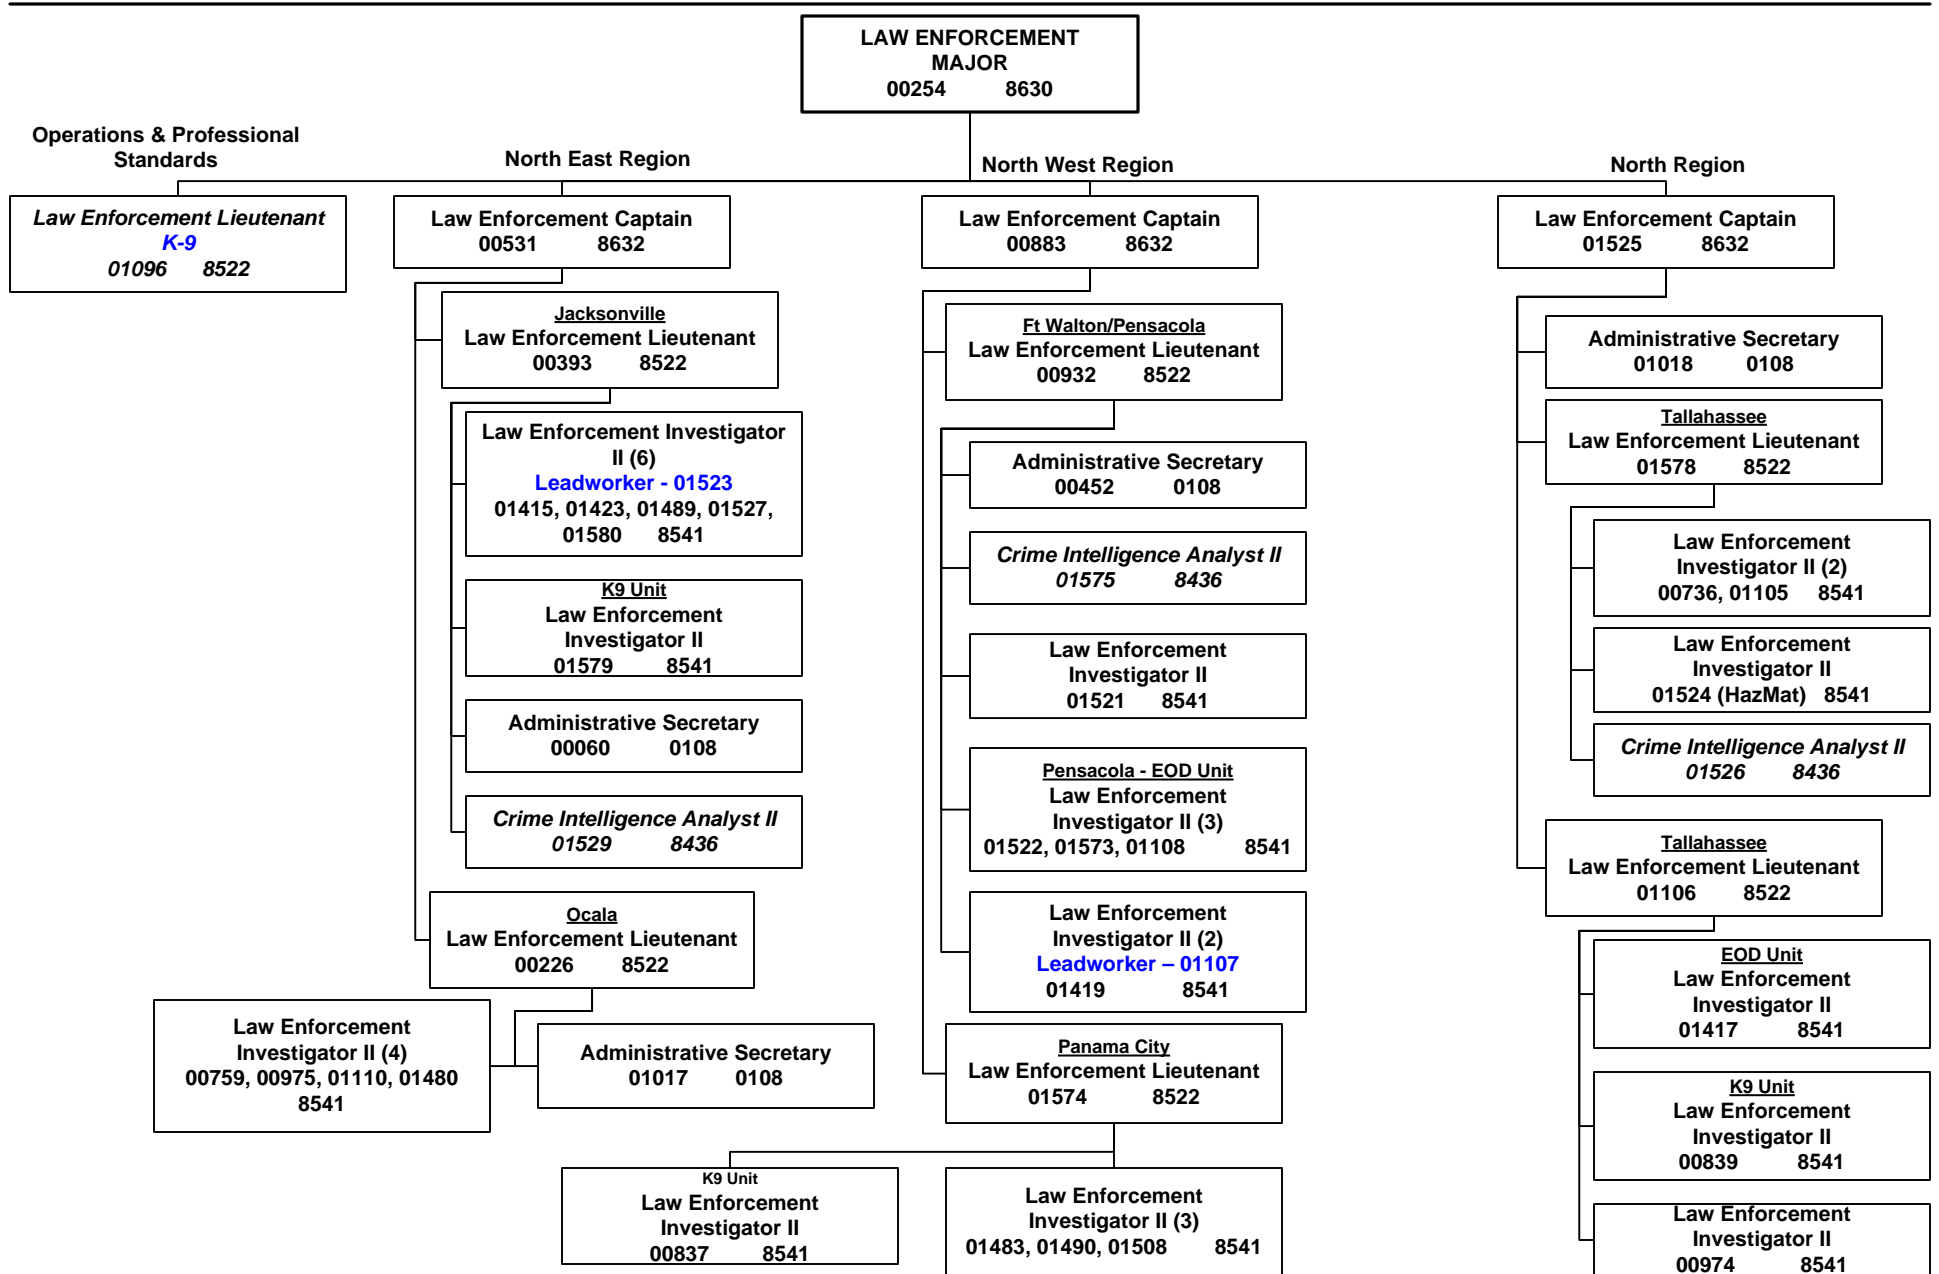 LAW ENFORCEMENT
MAJOR
00254 8630
Operations & Professional
Standards
Law Enforcement Lieutenant
K-9
01096 8522
North East Region
Law Enforcement Captain
00531 8632
Jacksonville
Law Enforcement Lieutenant
00393 8522
Law Enforcement Investigator
II (6)
Leadworker - 01523
01415, 01423, 01489, 01527,
01580 8541
K9 Unit
Law Enforcement
Investigator II
01579 8541
Administrative Secretary
00060 0108
Crime Intelligence Analyst II
01529 8436
Ocala
Law Enforcement Lieutenant
00226 8522
Law Enforcement
Investigator II (4)
00759, 00975, 01110, 01480
8541
Administrative Secretary
01017 0108
North West Region
Law Enforcement Captain
00883 8632
Ft Walton/Pensacola
Law Enforcement Lieutenant
00932 8522
Administrative Secretary
00452 0108
Crime Intelligence Analyst II
01575 8436
Law Enforcement
Investigator II
01521 8541
Pensacola - EOD Unit
Law Enforcement
Investigator II (3)
01522, 01573, 01108 8541
Law Enforcement
Investigator II (2)
Leadworker – 01107
01419 8541
Panama City
Law Enforcement Lieutenant
01574 8522
K9 Unit
Law Enforcement
Investigator II
00837 8541
Law Enforcement
Investigator II (3)
01483, 01490, 01508 8541
North Region
Law Enforcement Captain
01525 8632
Administrative Secretary
01018 0108
Tallahassee
Law Enforcement Lieutenant
01578 8522
Law Enforcement
Investigator II (2)
00736, 01105 8541
Law Enforcement
Investigator II
01524 (HazMat) 8541
Crime Intelligence Analyst II
01526 8436
Tallahassee
Law Enforcement Lieutenant
01106 8522
EOD Unit
Law Enforcement
Investigator II
01417 8541
K9 Unit
Law Enforcement
Investigator II
00839 8541
Law Enforcement
Investigator II
00974 8541